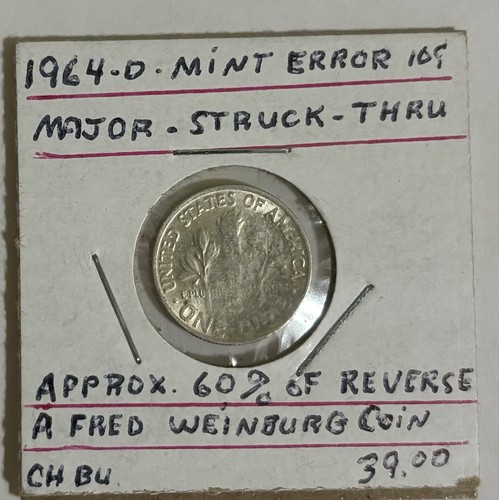 1964-D. MINT ERROR 10¢
MAJOR - STRUCK - THRU
UNITED STATES OF AMERICA
ONE DIME
APPROX. 60% OF REVERSE
A FRED WEINBURG COIN
CH BU 39.00